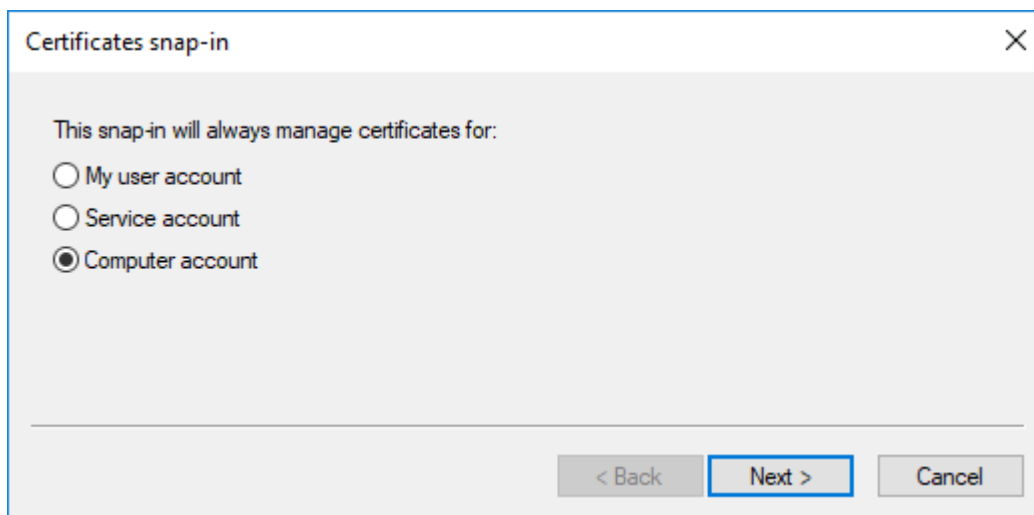 Certificates snap-in
This snap-in will always manage certificates for:
My user account
Service account
Computer account
< Back
Next >
Cancel